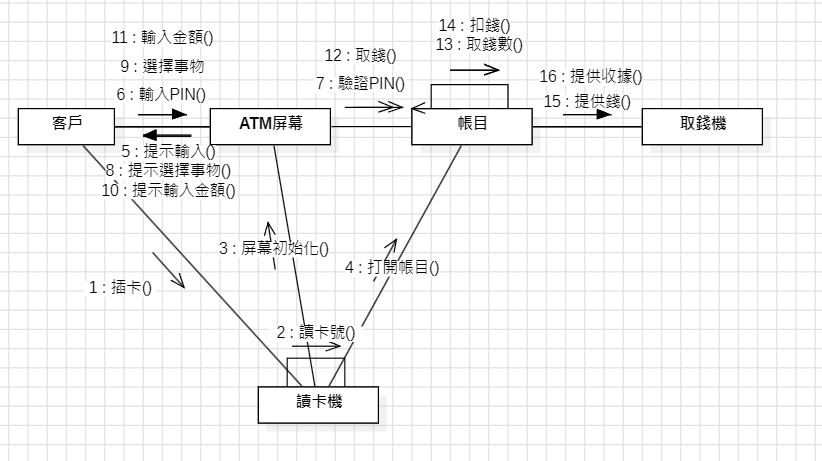 14 : 扣錢()
13 : 取錢數()
11 : 輸入金額()
9 : 選擇事物
6 : 輸入PIN()
12 : 取錢()
7 : 驗證PIN()
16 : 提供收據()
15 : 提供錢()
客戶
ATM屏幕
帳目
取錢機
5 : 提示輸入()
8 : 提示選擇事物()
10 : 提示輸入金額()
3 : 屏幕初始化()
4 : 打開帳目()
1 : 插卡()
2 : 讀卡號()
讀卡機